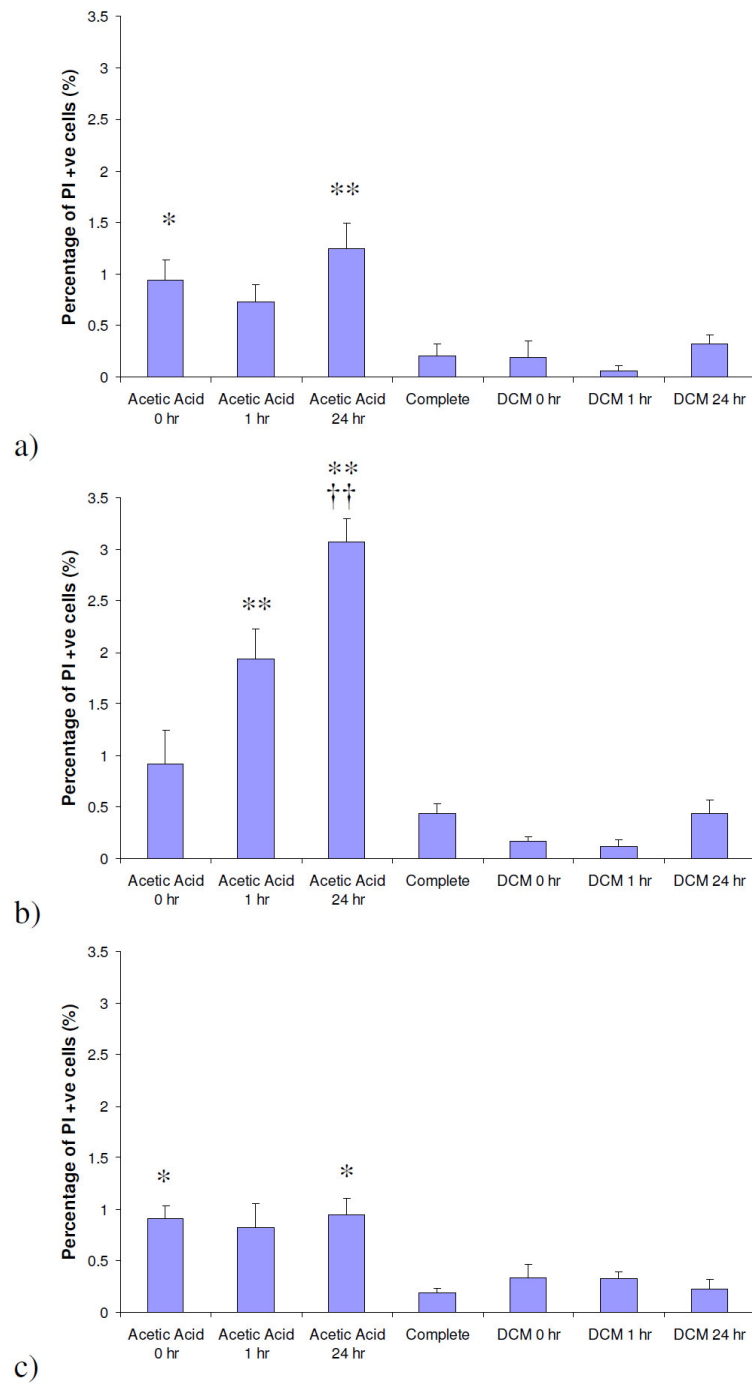 3.5
3
2.5
2
1.5
1
0.5
0
Percentage of PI +ve cells (%)
*
**
Acetic Acid 0 hr
Acetic Acid 1 hr
Acetic Acid 24 hr
Complete
DCM 0 hr
DCM 1 hr
DCM 24 hr
a)
3.5
3
2.5
2
1.5
1
0.5
0
Percentage of PI +ve cells (%)
**
**
††
Acetic Acid 0 hr
Acetic Acid 1 hr
Acetic Acid 24 hr
Complete
DCM 0 hr
DCM 1 hr
DCM 24 hr
b)
3.5
3
2.5
2
1.5
1
0.5
0
Percentage of PI +ve cells (%)
*
*
Acetic Acid 0 hr
Acetic Acid 1 hr
Acetic Acid 24 hr
Complete
DCM 0 hr
DCM 1 hr
DCM 24 hr
c)